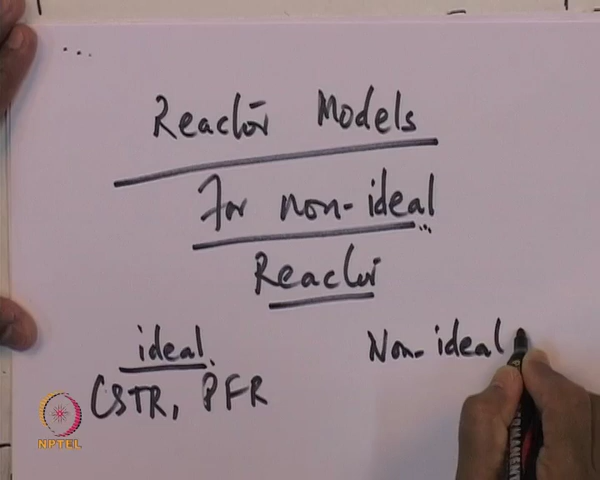 ...
Reactor Models
For non-ideal
...
Reactor
ideal. Non-ideal
CSTR, PFR
NPTEL